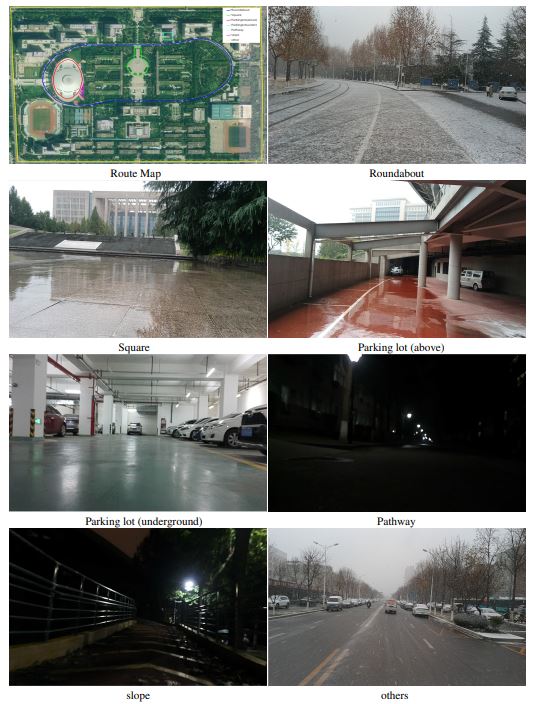 Route Map
Roundabout
Square
Parking lot (above)
Parking lot (underground)
Pathway
slope
others